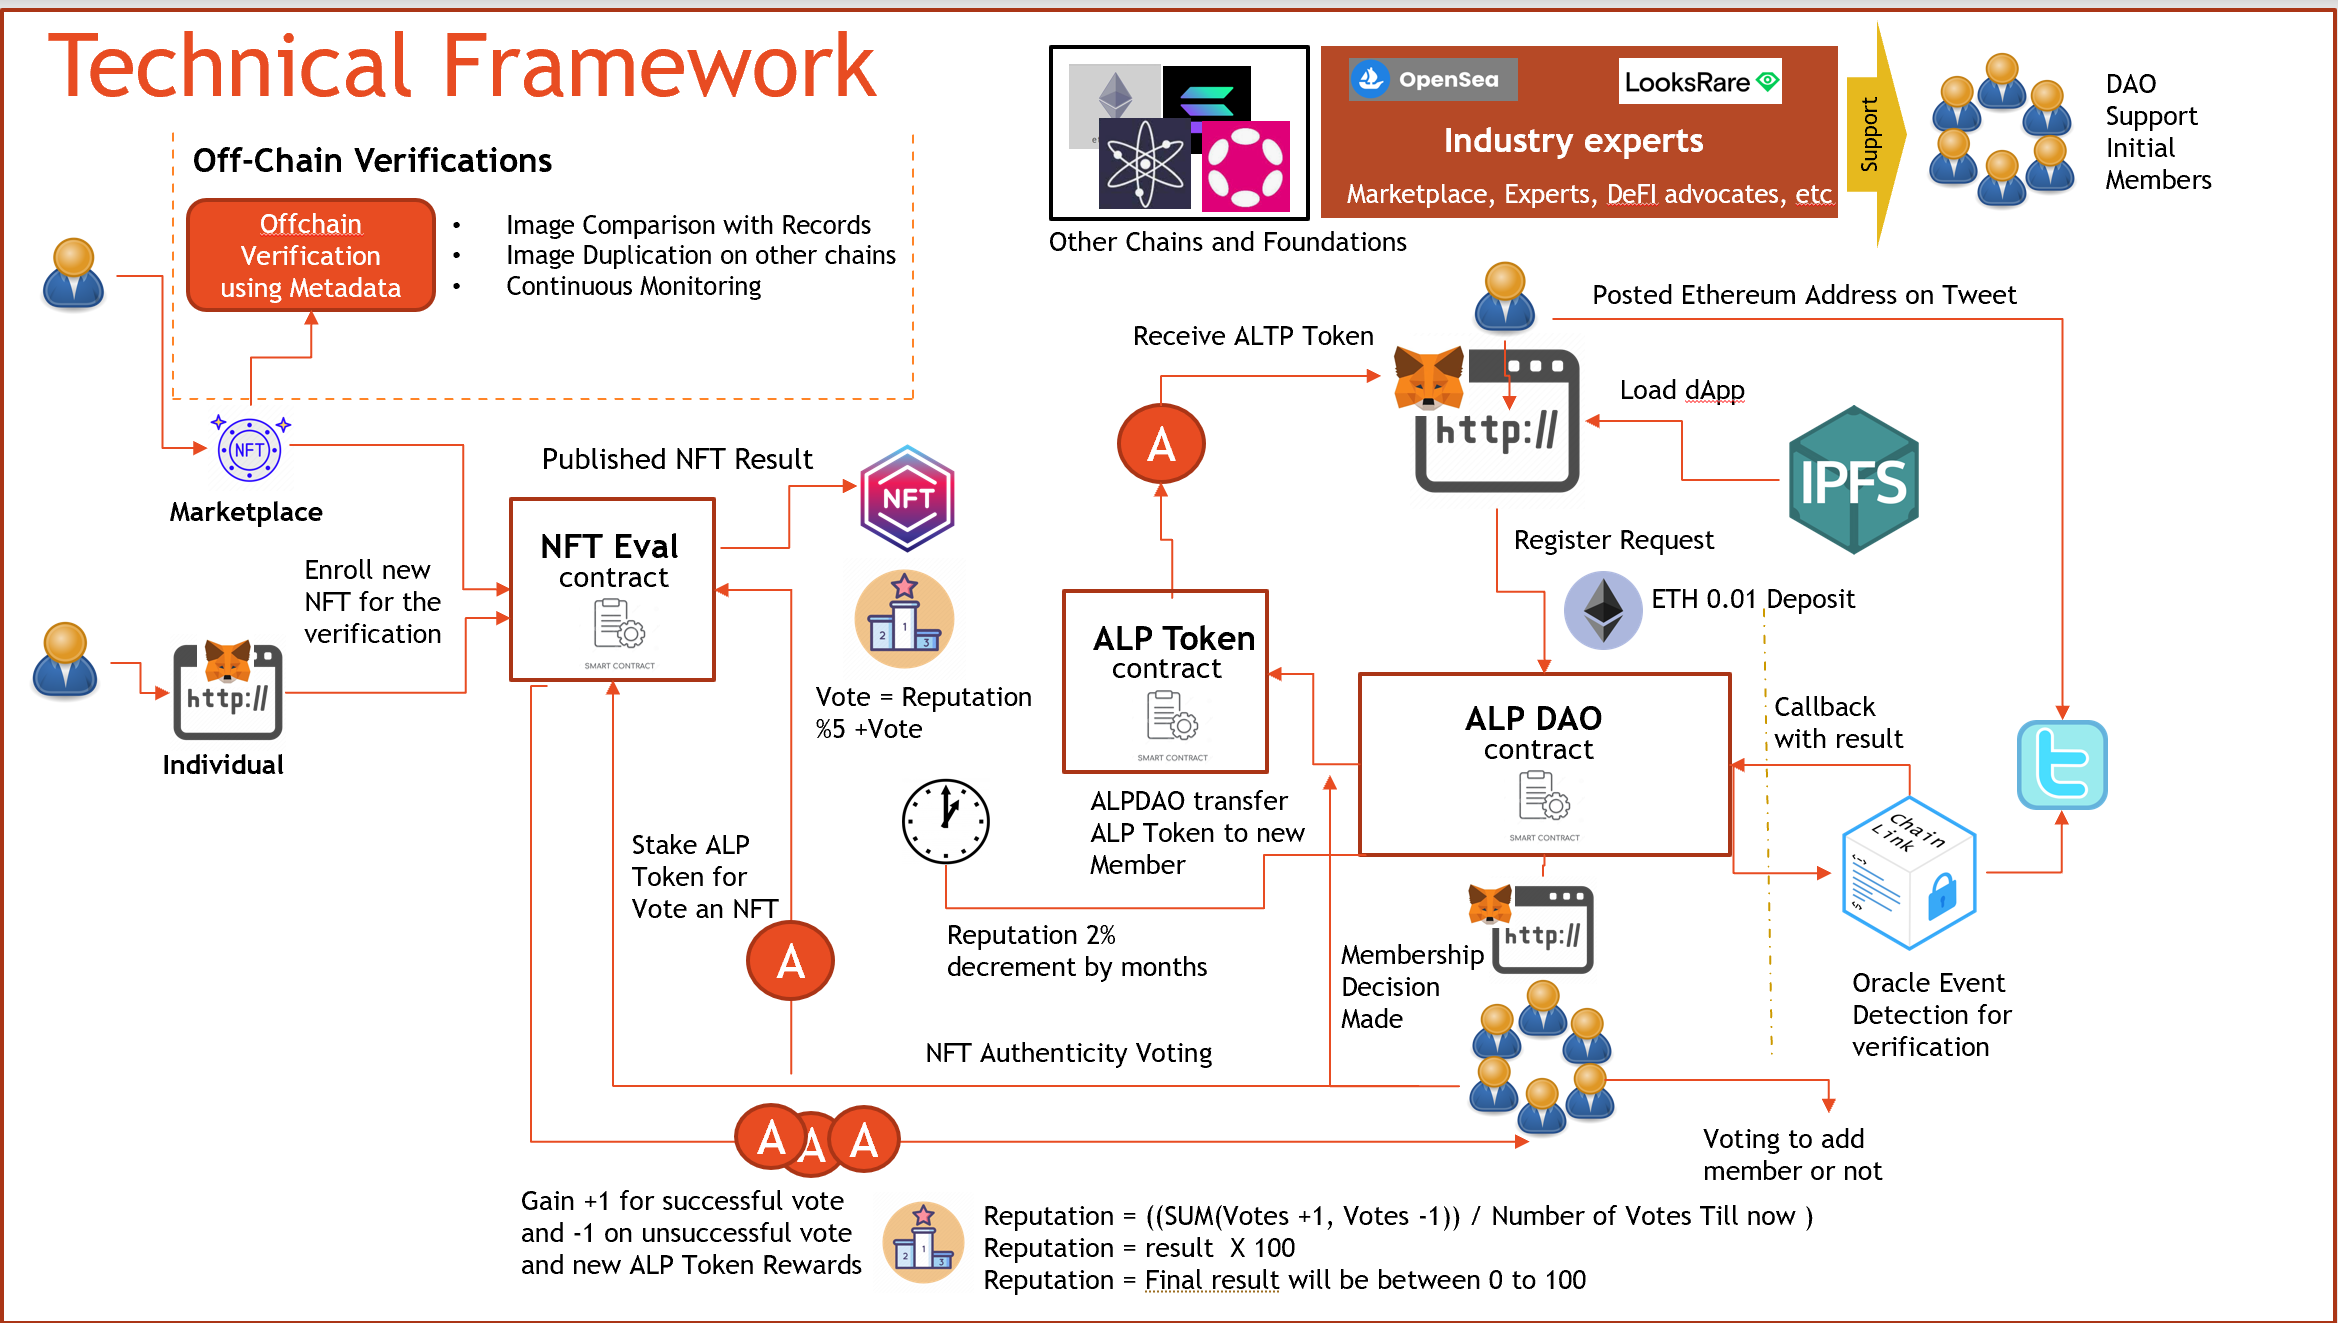 Technical Framework
Off-Chain Verifications
Offchain
Verification
using Metadata
• Image Comparison with Records
• Image Duplication on other chains
• Continuous Monitoring
NFT
Marketplace
Enroll new
NFT for the
verification
http://
Individual
Published NFT Result
NFT
NFT Eval
contract
SMART CONTRACT
2 1 3
Vote = Reputation
%5 +Vote
Stake ALP
Token for
Vote an NFT
A
OpenSea
LooksRare
Industry experts
Marketplace, Experts, DeFI advocates, etc
Other Chains and Foundations
Support
DAO
Support
Initial
Members
Posted Ethereum Address on Tweet
Receive ALTP Token
A
http://
Load dApp
IPFS
Register Request
ETH 0.01 Deposit
ALP Token
contract
SMART CONTRACT
ALP DAO
contract
SMART CONTRACT
Callback
with result
Chain
Link
ALPDAO transfer
ALP Token to new
Member
Reputation 2%
decrement by months
http://
Membership
Decision
Made
Oracle Event
Detection for
verification
NFT Authenticity Voting
Voting to add
member or not
A A A
Gain +1 for successful vote
and -1 on unsuccessful vote
and new ALP Token Rewards
2 1 3
Reputation = ((SUM(Votes +1, Votes -1)) / Number of Votes Till now )
Reputation = result X 100
Reputation = Final result will be between 0 to 100